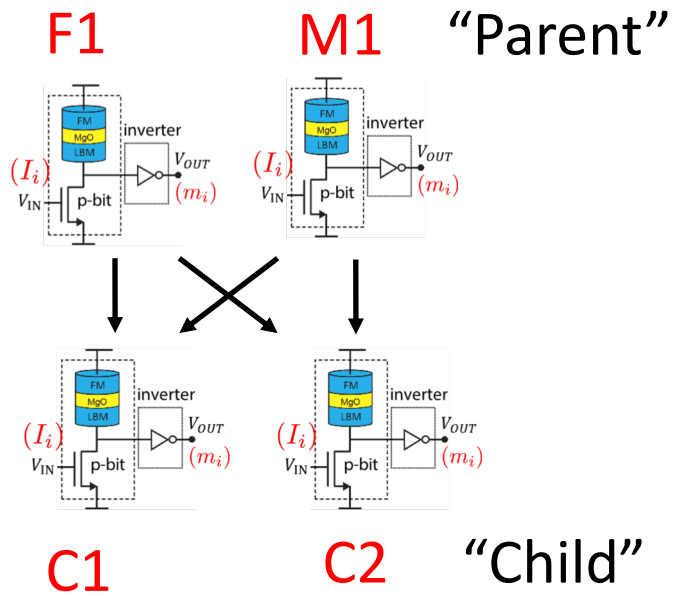 F1 M1 “Parent”
FM
MgO
LBM
inverter
(I_i)
V_OUT
V_IN
p-bit
(m_i)
FM
MgO
LBM
inverter
(I_i)
V_OUT
V_IN
p-bit
(m_i)
FM
MgO
LBM
inverter
(I_i)
V_OUT
V_IN
p-bit
(m_i)
FM
MgO
LBM
inverter
(I_i)
V_OUT
V_IN
p-bit
(m_i)
C1 C2 “Child”